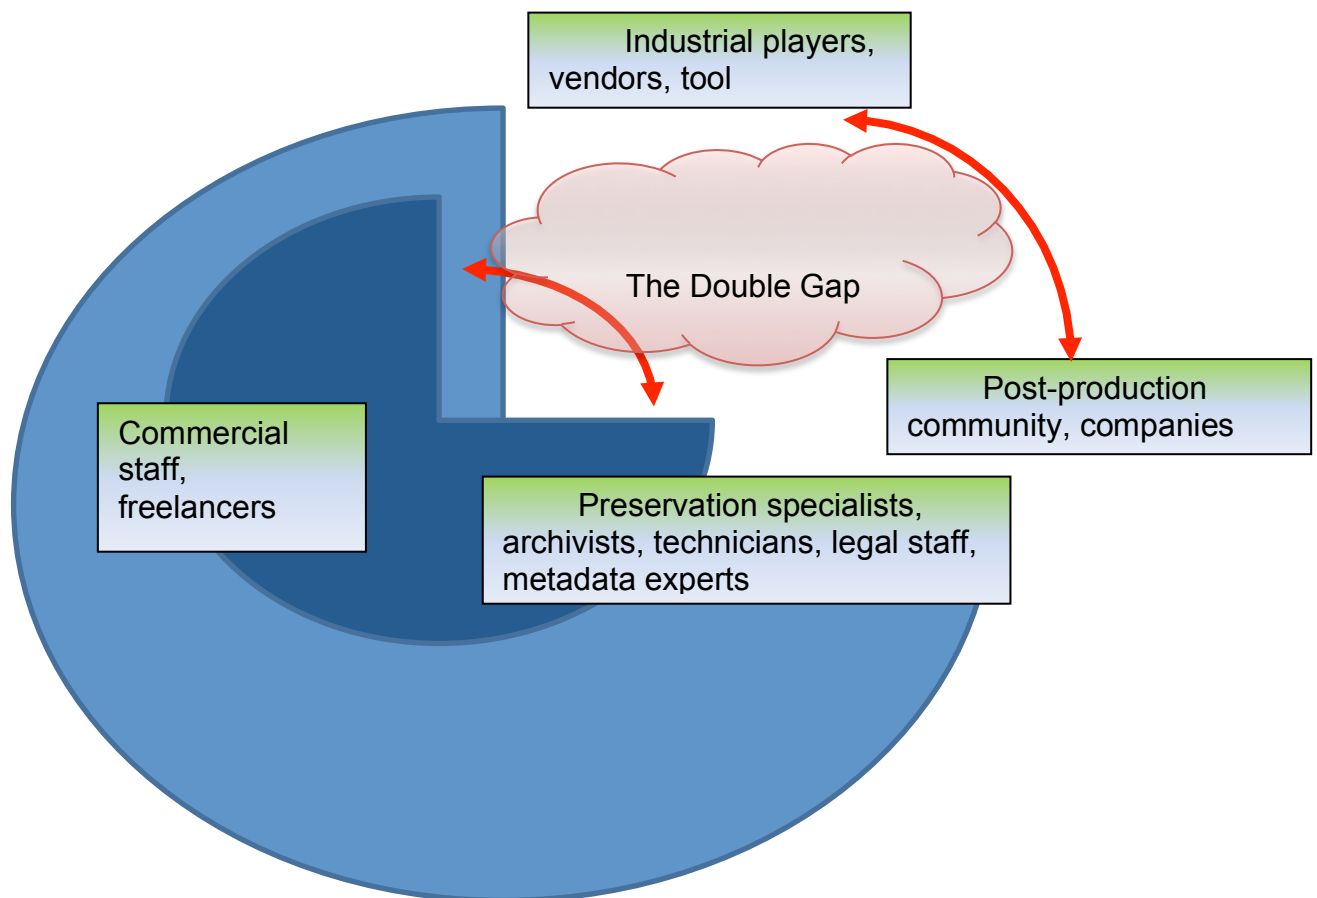 Industrial players,
vendors, tool
The Double Gap
Post-production
community, companies
Commercial
staff,
freelancers
Preservation specialists,
archivists, technicians, legal staff,
metadata experts